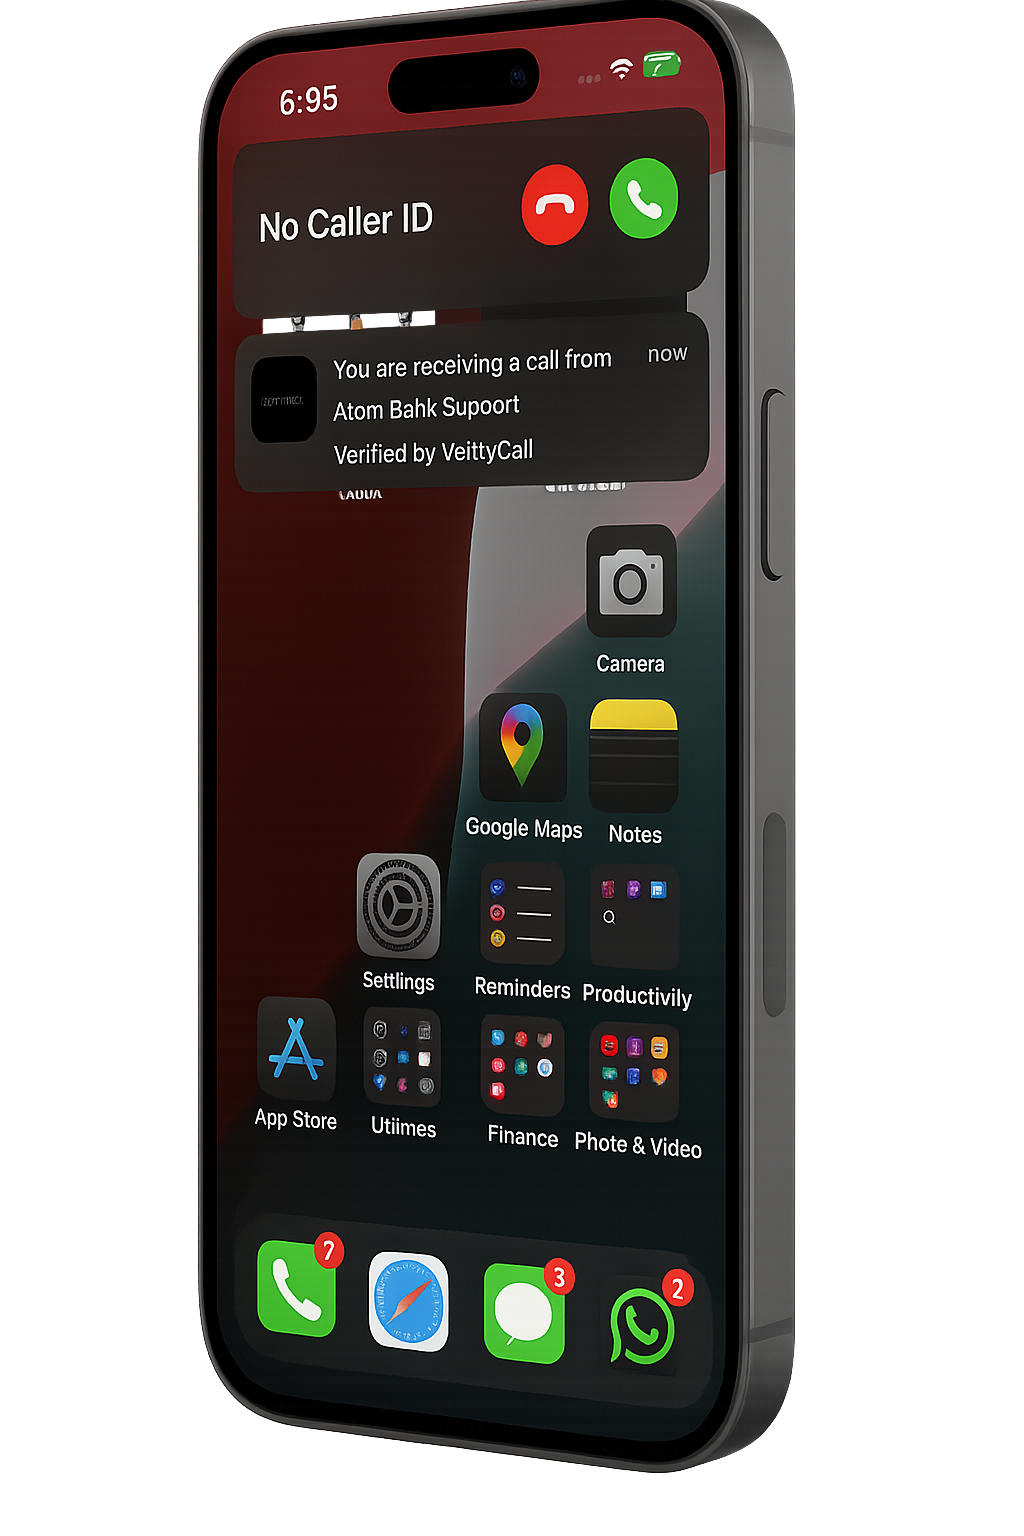 6:95
No Caller ID
You are receiving a call from
now
Atom Bahk Supoort
Verified by VeittyCall
Camera
Google Maps
Notes
Settlings
Reminders
Productivily
App Store
Utiimes
Finance
Phote & Video
7
3
2